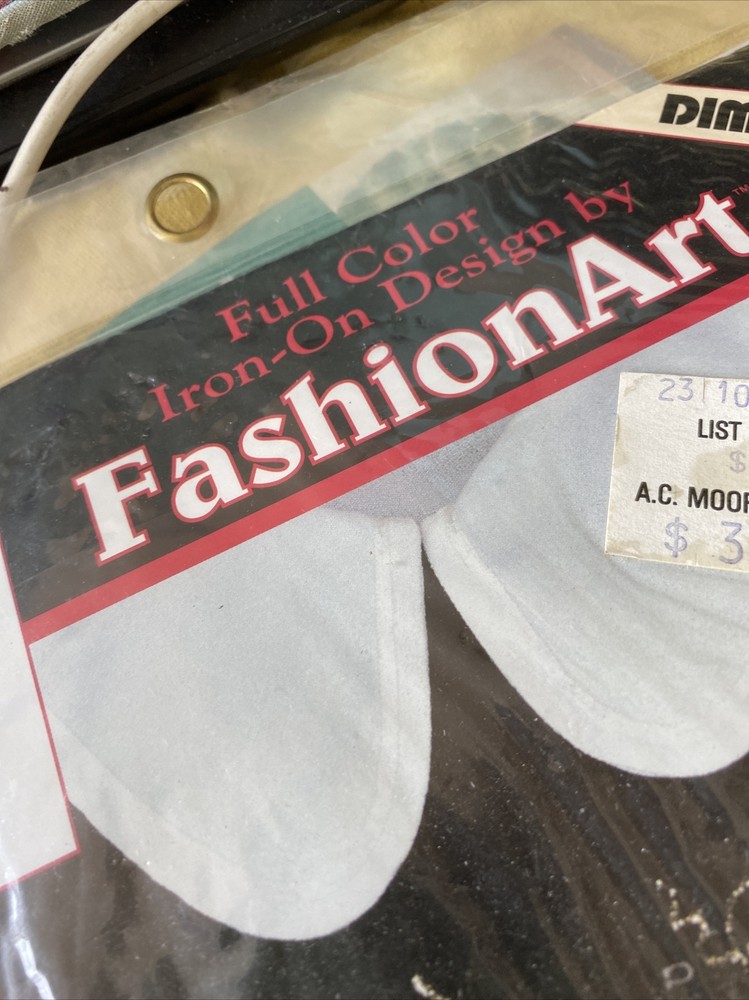 DIM
Full Color
Iron-On Design by
FashionArt™
23 10
LIST
$
A.C. MOOR
$ 3